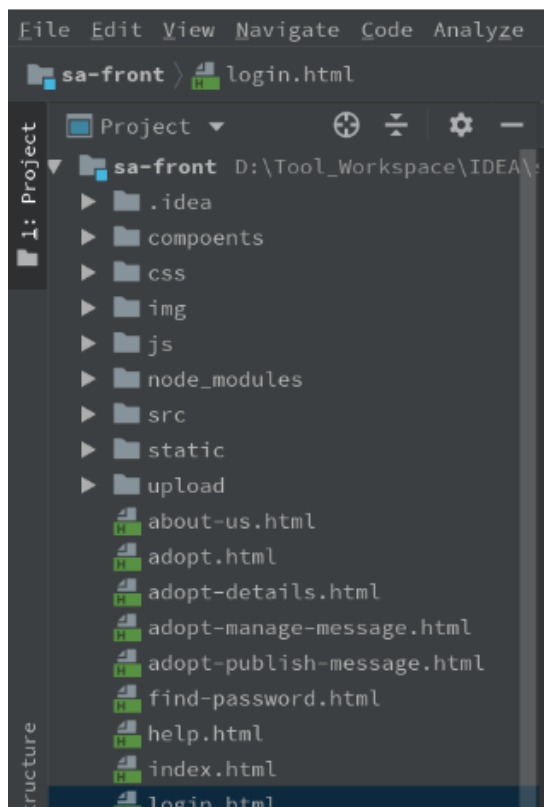 File Edit View Navigate Code Analyze
sa-front login.html
Project
1: Project
sa-front D:\Tool_Workspace\IDEA\
.idea
compoents
css
img
js
node_modules
src
static
upload
about-us.html
adopt.html
adopt-details.html
adopt-manage-message.html
adopt-publish-message.html
find-password.html
help.html
index.html
login.html
ructure